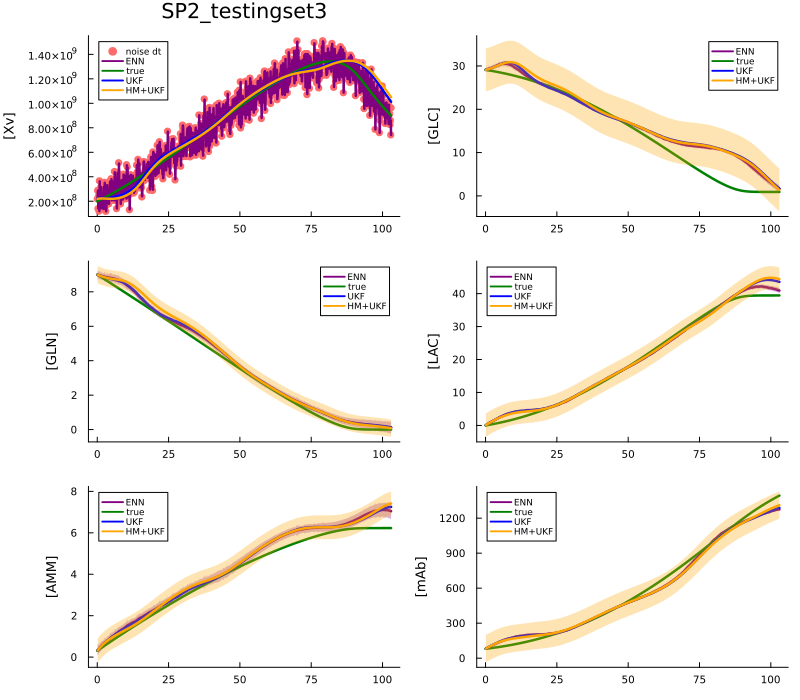 SP2_testingset3
[Xv]
1.40×10⁹
1.20×10⁹
1.00×10⁹
8.00×10⁸
6.00×10⁸
4.00×10⁸
2.00×10⁸
noise dt
ENN
true
UKF
HM+UKF
0 25 50 75 100
[GLC]
30
20
10
0
ENN
true
UKF
HM+UKF
0 25 50 75 100
[GLN]
8
6
4
2
0
ENN
true
UKF
HM+UKF
0 25 50 75 100
[LAC]
40
30
20
10
0
ENN
true
UKF
HM+UKF
0 25 50 75 100
[AMM]
8
6
4
2
0
ENN
true
UKF
HM+UKF
0 25 50 75 100
[mAb]
1200
900
600
300
0
ENN
true
UKF
HM+UKF
0 25 50 75 100